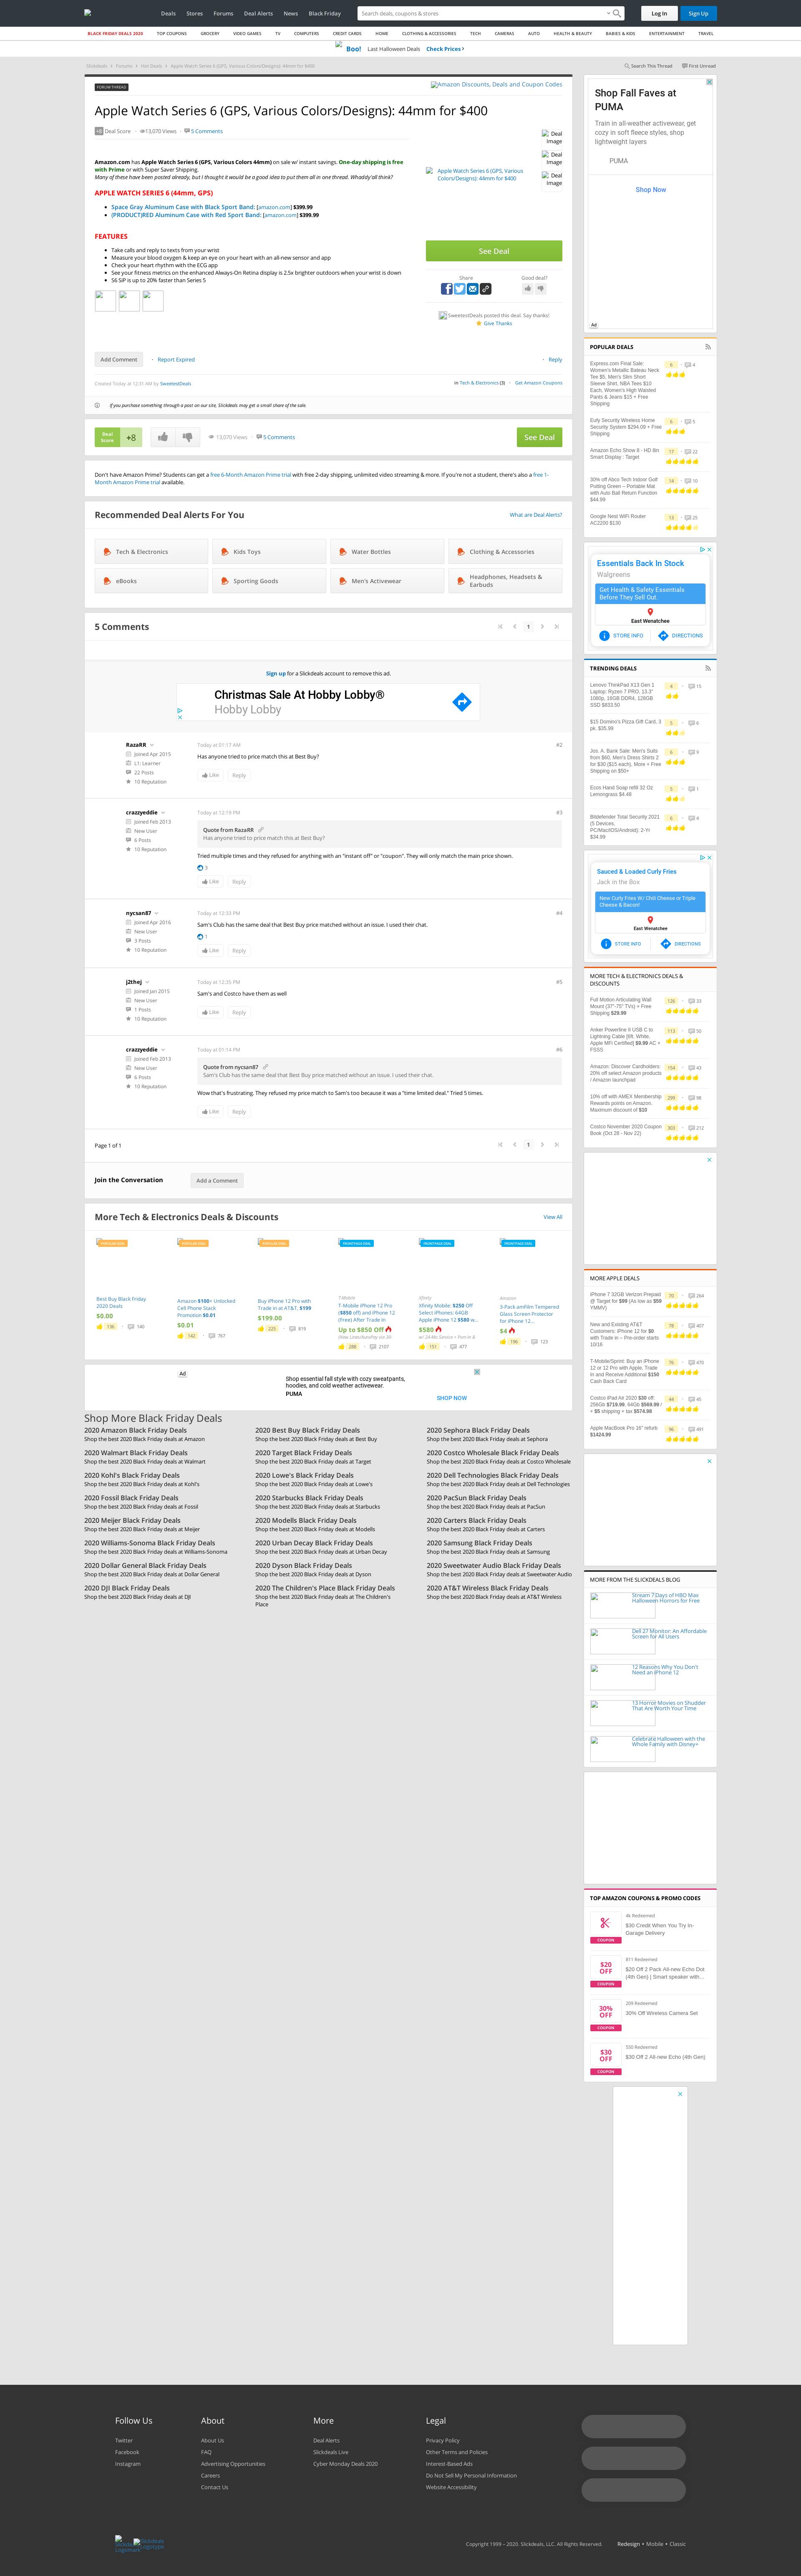 Deals Stores Forums Deal Alerts News Black Friday
Search deals, coupons & stores
Log In
Sign Up
BLACK FRIDAY DEALS 2020 TOP COUPONS GROCERY VIDEO GAMES TV COMPUTERS CREDIT CARDS HOME CLOTHING & ACCESSORIES TECH CAMERAS AUTO HEALTH & BEAUTY BABIES & KIDS ENTERTAINMENT TRAVEL
Boo! Last Halloween Deals Check Prices
Slickdeals Forums Hot Deals Apple Watch Series 6 (GPS, Various Colors/Designs): 44mm for $400
Search This Thread First Unread
FORUM THREAD
Amazon Discounts, Deals and Coupon Codes
Apple Watch Series 6 (GPS, Various Colors/Designs): 44mm for $400
+8 Deal Score 13,070 Views 5 Comments
Amazon.com has Apple Watch Series 6 (GPS, Various Colors 44mm) on sale w/ instant savings. One-day shipping is free
with Prime or with Super Saver Shipping.
Many of these have been posted already, but I thought it would be a good idea to put them all in one thread. Whaddy'all think?
APPLE WATCH SERIES 6 (44mm, GPS)
Space Gray Aluminum Case with Black Sport Band: [amazon.com] $399.99
(PRODUCT)RED Aluminum Case with Red Sport Band: [amazon.com] $399.99
FEATURES
Take calls and reply to texts from your wrist
Measure your blood oxygen & keep an eye on your heart with an all-new sensor and app
Check your heart rhythm with the ECG app
See your fitness metrics on the enhanced Always-On Retina display is 2.5x brighter outdoors when your wrist is down
S6 SiP is up to 20% faster than Series 5
Apple Watch Series 6 (GPS, Various
Colors/Designs): 44mm for $400
Deal
Image
Deal
Image
Deal
Image
See Deal
Share
Good deal?
SweetestDeals posted this deal. Say thanks!
Give Thanks
Add Comment Report Expired Reply
Created Today at 12:31 AM by SweetestDeals
in Tech & Electronics (3) Get Amazon Coupons
If you purchase something through a post on our site, Slickdeals may get a small share of the sale.
Deal
Score
+8
13,070 Views 5 Comments
See Deal
Don't have Amazon Prime? Students can get a free 6-Month Amazon Prime trial with free 2-day shipping, unlimited video streaming & more. If you're not a student, there's also a free 1-
Month Amazon Prime trial available.
Recommended Deal Alerts For You
What are Deal Alerts?
Tech & Electronics
Kids Toys
Water Bottles
Clothing & Accessories
eBooks
Sporting Goods
Men's Activewear
Headphones, Headsets &
Earbuds
5 Comments
1
Sign up for a Slickdeals account to remove this ad.
Christmas Sale At Hobby Lobby®
Hobby Lobby
RazaRR
Joined Apr 2015
L1: Learner
22 Posts
10 Reputation
Today at 01:17 AM
#2
Has anyone tried to price match this at Best Buy?
Like Reply
crazzyeddie
Joined Feb 2013
New User
6 Posts
10 Reputation
Today at 12:19 PM
#3
Quote from RazaRR
Has anyone tried to price match this at Best Buy?
Tried multiple times and they refused for anything with an "instant off" or "coupon". They will only match the main price shown.
3
Like Reply
nycsan87
Joined Apr 2016
New User
3 Posts
10 Reputation
Today at 12:33 PM
#4
Sam's Club has the same deal that Best Buy price matched without an issue. I used their chat.
1
Like Reply
j2thej
Joined Jan 2015
New User
1 Posts
10 Reputation
Today at 12:35 PM
#5
Sam's and Costco have them as well
Like Reply
crazzyeddie
Joined Feb 2013
New User
6 Posts
10 Reputation
Today at 01:14 PM
#6
Quote from nycsan87
Sam's Club has the same deal that Best Buy price matched without an issue. I used their chat.
Wow that's frustrating. They refused my price match to Sam's too because it was a "time limited deal." Tried 5 times.
Like Reply
Page 1 of 1
1
Join the Conversation
Add a Comment
More Tech & Electronics Deals & Discounts
View All
POPULAR DEAL
Best Buy Black Friday
2020 Deals
$0.00
136 140
POPULAR DEAL
Amazon $100+ Unlocked
Cell Phone Stack
Promotion $0.01
$0.01
142 767
POPULAR DEAL
Buy iPhone 12 Pro with
Trade in at AT&T, $199
$199.00
225 819
FRONTPAGE DEAL
T-Mobile
T-Mobile iPhone 12 Pro
($850 off) and iPhone 12
(Free) After Trade in
Up to $850 Off
(New Lines/AutoPay via 30-
288 2107
FRONTPAGE DEAL
Xfinity
Xfinity Mobile: $250 Off
Select iPhones: 64GB
Apple iPhone 12 $580 w...
$580
w/ 24-Mo Service + Port-In &
111 477
FRONTPAGE DEAL
Amazon
3-Pack amFilm Tempered
Glass Screen Protector
for iPhone 12...
$4
196 123
Ad
Shop essential fall style with cozy sweatpants,
hoodies, and cold weather activewear.
PUMA
SHOP NOW
Shop More Black Friday Deals
2020 Amazon Black Friday Deals
Shop the best 2020 Black Friday deals at Amazon
2020 Best Buy Black Friday Deals
Shop the best 2020 Black Friday deals at Best Buy
2020 Sephora Black Friday Deals
Shop the best 2020 Black Friday deals at Sephora
2020 Walmart Black Friday Deals
Shop the best 2020 Black Friday deals at Walmart
2020 Target Black Friday Deals
Shop the best 2020 Black Friday deals at Target
2020 Costco Wholesale Black Friday Deals
Shop the best 2020 Black Friday deals at Costco Wholesale
2020 Kohl's Black Friday Deals
Shop the best 2020 Black Friday deals at Kohl's
2020 Lowe's Black Friday Deals
Shop the best 2020 Black Friday deals at Lowe's
2020 Dell Technologies Black Friday Deals
Shop the best 2020 Black Friday deals at Dell Technologies
2020 Fossil Black Friday Deals
Shop the best 2020 Black Friday deals at Fossil
2020 Starbucks Black Friday Deals
Shop the best 2020 Black Friday deals at Starbucks
2020 PacSun Black Friday Deals
Shop the best 2020 Black Friday deals at PacSun
2020 Meijer Black Friday Deals
Shop the best 2020 Black Friday deals at Meijer
2020 Modells Black Friday Deals
Shop the best 2020 Black Friday deals at Modells
2020 Carters Black Friday Deals
Shop the best 2020 Black Friday deals at Carters
2020 Williams-Sonoma Black Friday Deals
Shop the best 2020 Black Friday deals at Williams-Sonoma
2020 Urban Decay Black Friday Deals
Shop the best 2020 Black Friday deals at Urban Decay
2020 Samsung Black Friday Deals
Shop the best 2020 Black Friday deals at Samsung
2020 Dollar General Black Friday Deals
Shop the best 2020 Black Friday deals at Dollar General
2020 Dyson Black Friday Deals
Shop the best 2020 Black Friday deals at Dyson
2020 Sweetwater Audio Black Friday Deals
Shop the best 2020 Black Friday deals at Sweetwater Audio
2020 DJI Black Friday Deals
Shop the best 2020 Black Friday deals at DJI
2020 The Children's Place Black Friday Deals
Shop the best 2020 Black Friday deals at The Children's
Place
2020 AT&T Wireless Black Friday Deals
Shop the best 2020 Black Friday deals at AT&T Wireless
Shop Fall Faves at
PUMA
Train in all-weather activewear, get
cozy in soft fleece styles, shop
lightweight layers
PUMA
Shop Now
Ad
POPULAR DEALS
Express.com Final Sale:
Women's Metallic Bateau Neck
Tee $5, Men's Slim Short
Sleeve Shirt, NBA Tees $10
Each, Women's High Waisted
Pants & Jeans $15 + Free
Shipping
6 4
Eufy Security Wireless Home
Security System $294.09 + Free
Shipping
6 5
Amazon Echo Show 8 - HD 8in
Smart Display : Target
17 22
30% off Abco Tech Indoor Golf
Putting Green – Portable Mat
with Auto Ball Return Function
$44.99
14 10
Google Nest WiFi Router
AC2200 $130
13 25
Essentials Back In Stock
Walgreens
Get Health & Safety Essentials
Before They Sell Out.
East Wenatchee
STORE INFO DIRECTIONS
TRENDING DEALS
Lenovo ThinkPad X13 Gen 1
Laptop: Ryzen 7 PRO, 13.3"
1080p, 16GB DDR4, 128GB
SSD $833.50
4 15
$15 Domino's Pizza Gift Card, 3
pk. $35.99
5 6
Jos. A. Bank Sale: Men's Suits
from $60, Men's Dress Shirts 2
for $30 ($15 each), More + Free
Shipping on $50+
6 9
Ecos Hand Soap refill 32 Oz
Lemongrass $4.48
5 1
Bitdefender Total Security 2021
(5 Devices,
PC/Mac/iOS/Android): 2-Yr
$34.99
6 4
Sauced & Loaded Curly Fries
Jack in the Box
New Curly Fries W/ Chili Cheese or Triple
Cheese & Bacon!
East Wenatchee
STORE INFO DIRECTIONS
MORE TECH & ELECTRONICS DEALS &
DISCOUNTS
Full Motion Articulating Wall
Mount (37"-75" TVs) + Free
Shipping $29.99
126 33
Anker Powerline II USB C to
Lightning Cable [6ft. White,
Apple MFi Certified] $9.99 AC +
FSSS
113 50
Amazon: Discover Cardholders:
20% off select Amazon products
/ Amazon launchpad
154 43
10% off with AMEX Membership
Rewards points on Amazon.
Maximum discount of $10
299 98
Costco November 2020 Coupon
Book (Oct 28 - Nov 22)
303 212
MORE APPLE DEALS
iPhone 7 32GB Verizon Prepaid
@ Target for $99 (As low as $59
YMMV)
70 264
New and Existing AT&T
Customers: iPhone 12 for $0
with Trade in – Pre-order starts
10/16
78 407
T-Mobile/Sprint: Buy an iPhone
12 or 12 Pro with Apple, Trade
In and Receive Additional $150
Cash Back Card
76 470
Costco iPad Air 2020 $30 off:
256Gb $719.99, 64Gb $569.99 /
+ $5 shipping + tax $574.98
44 45
Apple MacBook Pro 16" refurb
$1424.99
96 491
MORE FROM THE SLICKDEALS BLOG
Stream 7 Days of HBO Max
Halloween Horrors for Free
Dell 27 Monitor: An Affordable
Screen for All Users
12 Reasons Why You Don't
Need an iPhone 12
13 Horror Movies on Shudder
That Are Worth Your Time
Celebrate Halloween with the
Whole Family with Disney+
TOP AMAZON COUPONS & PROMO CODES
COUPON
4k Redeemed
$30 Credit When You Try In-
Garage Delivery
$20
OFF
COUPON
811 Redeemed
$20 Off 2 Pack All-new Echo Dot
(4th Gen) | Smart speaker with...
30%
OFF
COUPON
209 Redeemed
30% Off Wireless Camera Set
$30
OFF
COUPON
550 Redeemed
$30 Off 2 All-new Echo (4th Gen)
Follow Us
Twitter
Facebook
Instagram
About
About Us
FAQ
Advertising Opportunities
Careers
Contact Us
More
Deal Alerts
Slickdeals Live
Cyber Monday Deals 2020
Legal
Privacy Policy
Other Terms and Policies
Interest-Based Ads
Do Not Sell My Personal Information
Website Accessibility
Slickdeals
Logotype
Copyright 1999 - 2020. Slickdeals, LLC. All Rights Reserved. Redesign • Mobile • Classic